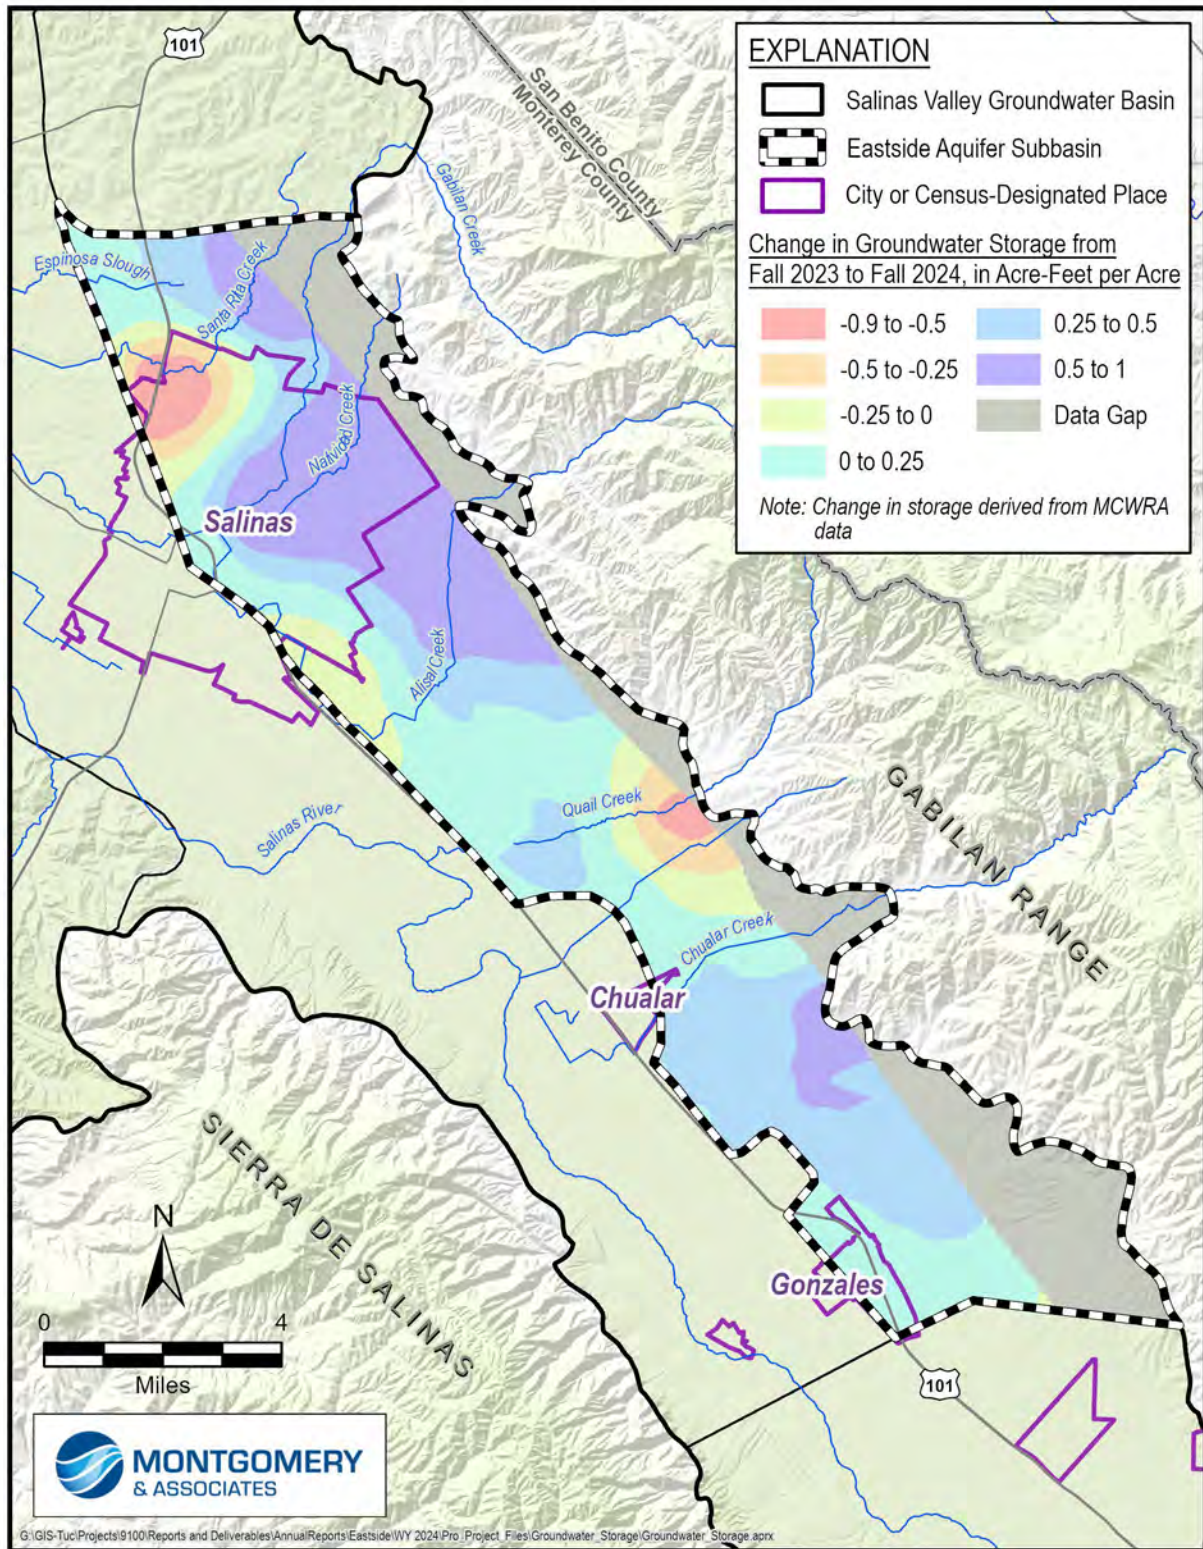 101
San Benito County
Monterey County
Gabilan Creek
Espinosa Slough
Santa Rita Creek
Natividad Creek
Salinas
Alisal Creek
Salinas River
Quail Creek
GABILAN RANGE
Chualar Creek
Chualar
SIERRA DE SALINAS
Gonzales
101
EXPLANATION
Salinas Valley Groundwater Basin
Eastside Aquifer Subbasin
City or Census-Designated Place
Change in Groundwater Storage from
Fall 2023 to Fall 2024, in Acre-Feet per Acre
-0.9 to -0.5
0.25 to 0.5
-0.5 to -0.25
0.5 to 1
-0.25 to 0
Data Gap
0 to 0.25
Note: Change in storage derived from MCWRA
data
N
0 4
Miles
MONTGOMERY
& ASSOCIATES
G:\GIS-Tuc\Projects\9100\Reports and Deliverables\AnnualReports\Eastside\WY 2024\Pro_Project_Files\Groundwater_Storage\Groundwater_Storage.aprx